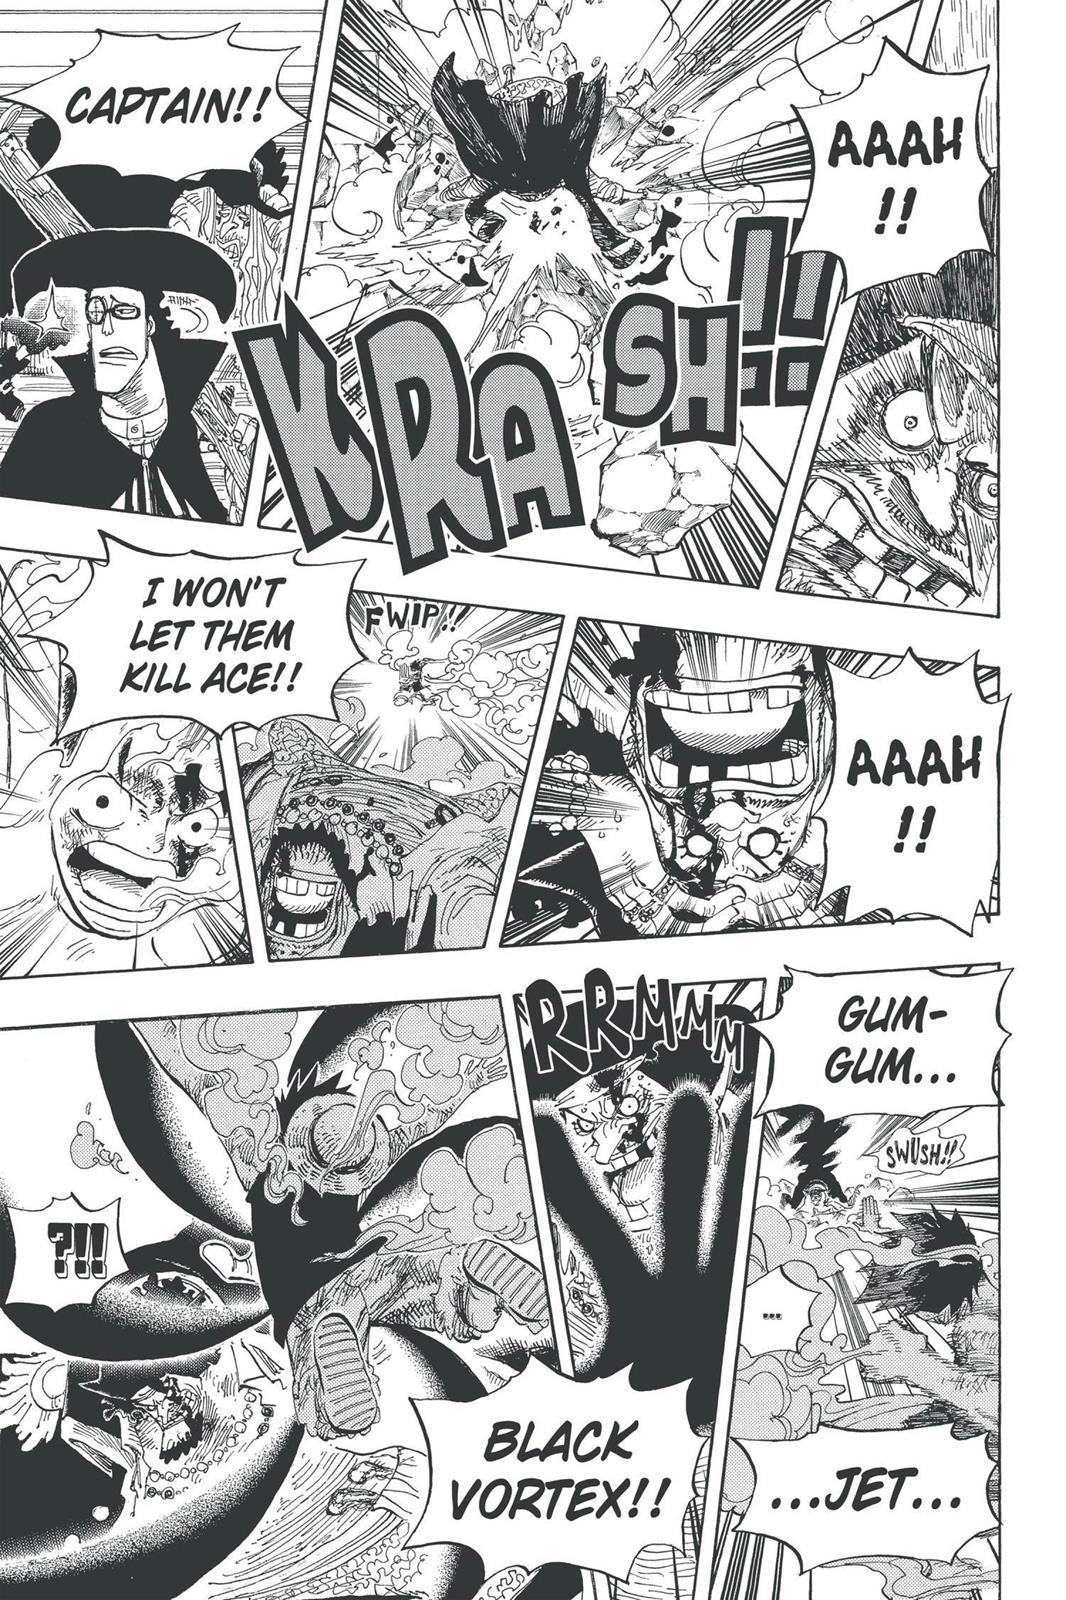 AAAH
!!
KRASH!!
CAPTAIN!!
AAAH
!!
FWIP!!
I WON'T
LET THEM
KILL ACE!!
GUM-
GUM...
SWUSH!!
...
...JET...
RRMMM
BLACK
VORTEX!!
?!!